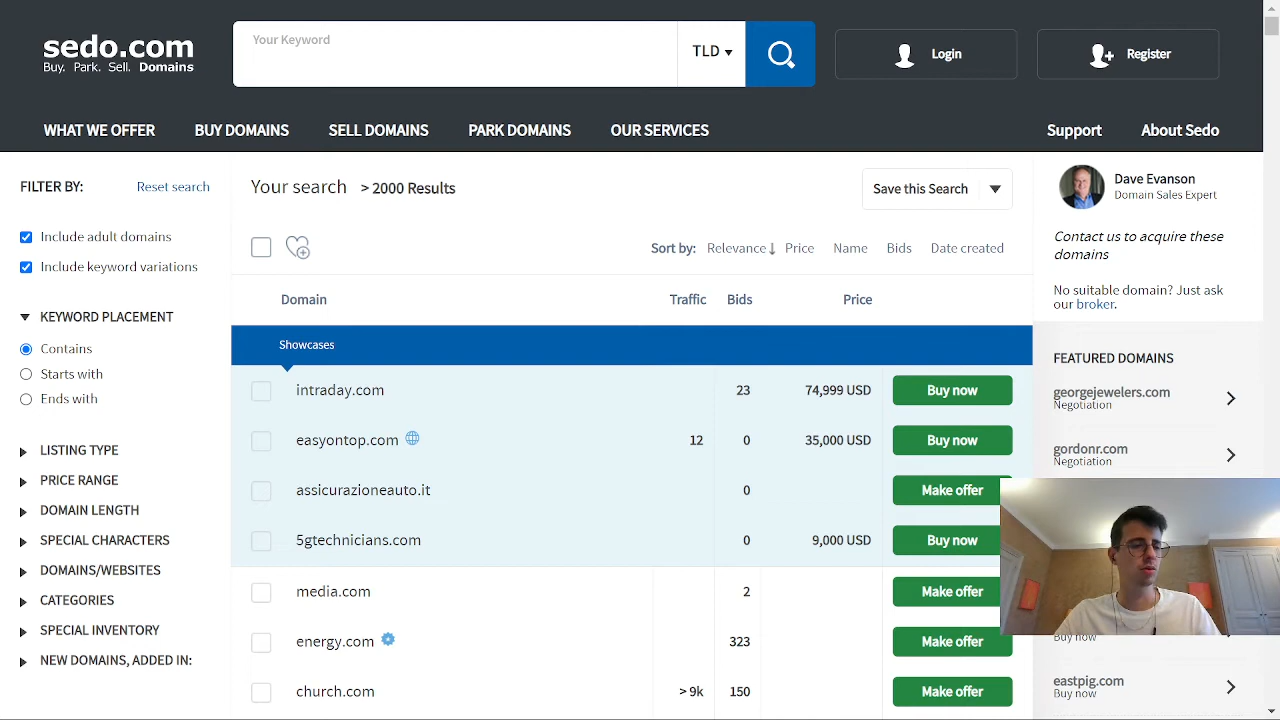 sedo.com
Buy. Park. Sell. Domains
Your Keyword
TLD
Login
Register
WHAT WE OFFER
BUY DOMAINS
SELL DOMAINS
PARK DOMAINS
OUR SERVICES
Support
About Sedo
FILTER BY:
Reset search
Include adult domains
Include keyword variations
KEYWORD PLACEMENT
Contains
Starts with
Ends with
LISTING TYPE
PRICE RANGE
DOMAIN LENGTH
SPECIAL CHARACTERS
DOMAINS/WEBSITES
CATEGORIES
SPECIAL INVENTORY
NEW DOMAINS, ADDED IN:
Your search > 2000 Results
Save this Search
Sort by: Relevance Price Name Bids Date created
Domain Traffic Bids Price
Showcases
intraday.com 23 74,999 USD Buy now
easyontop.com 12 0 35,000 USD Buy now
assicurazioneauto.it 0 Make offer
5gtechnicians.com 0 9,000 USD Buy now
media.com 2 Make offer
energy.com 323 Make offer
church.com > 9k 150 Make offer
Dave Evanson
Domain Sales Expert
Contact us to acquire these
domains
No suitable domain? Just ask
our broker.
FEATURED DOMAINS
georgejewelers.com
Negotiation
gordonr.com
Negotiation
Buy now
eastpig.com
Buy now